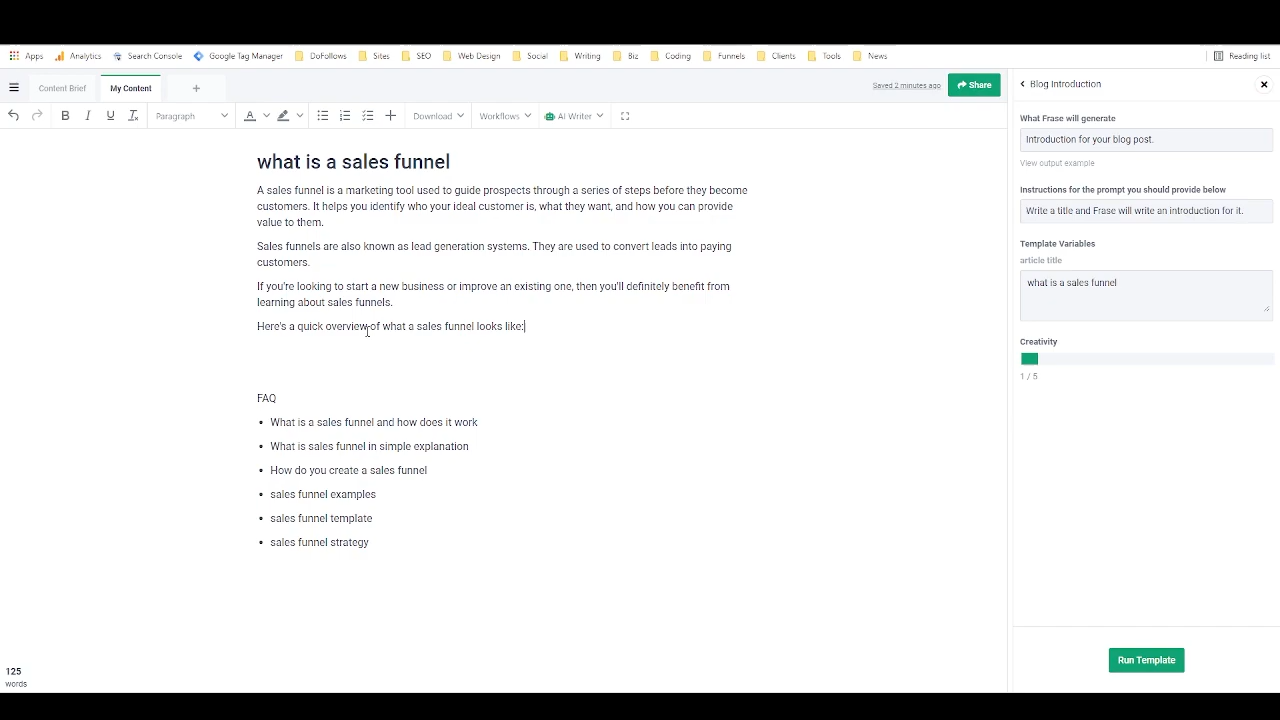 Apps Analytics Search Console Google Tag Manager DoFollows Sites SEO Web Design Social Writing Biz Coding Funnels Clients Tools News Reading list
Content Brief My Content + Saved 2 minutes ago Share
B I U Paragraph A Download Workflows AI Writer
what is a sales funnel
A sales funnel is a marketing tool used to guide prospects through a series of steps before they become
customers. It helps you identify who your ideal customer is, what they want, and how you can provide
value to them.
Sales funnels are also known as lead generation systems. They are used to convert leads into paying
customers.
If you're looking to start a new business or improve an existing one, then you'll definitely benefit from
learning about sales funnels.
Here's a quick overview of what a sales funnel looks like:
FAQ
• What is a sales funnel and how does it work
• What is sales funnel in simple explanation
• How do you create a sales funnel
• sales funnel examples
• sales funnel template
• sales funnel strategy
125
words
Blog Introduction
What Frase will generate
Introduction for your blog post.
View output example
Instructions for the prompt you should provide below
Write a title and Frase will write an introduction for it.
Template Variables
article title
what is a sales funnel
Creativity
1 / 5
Run Template